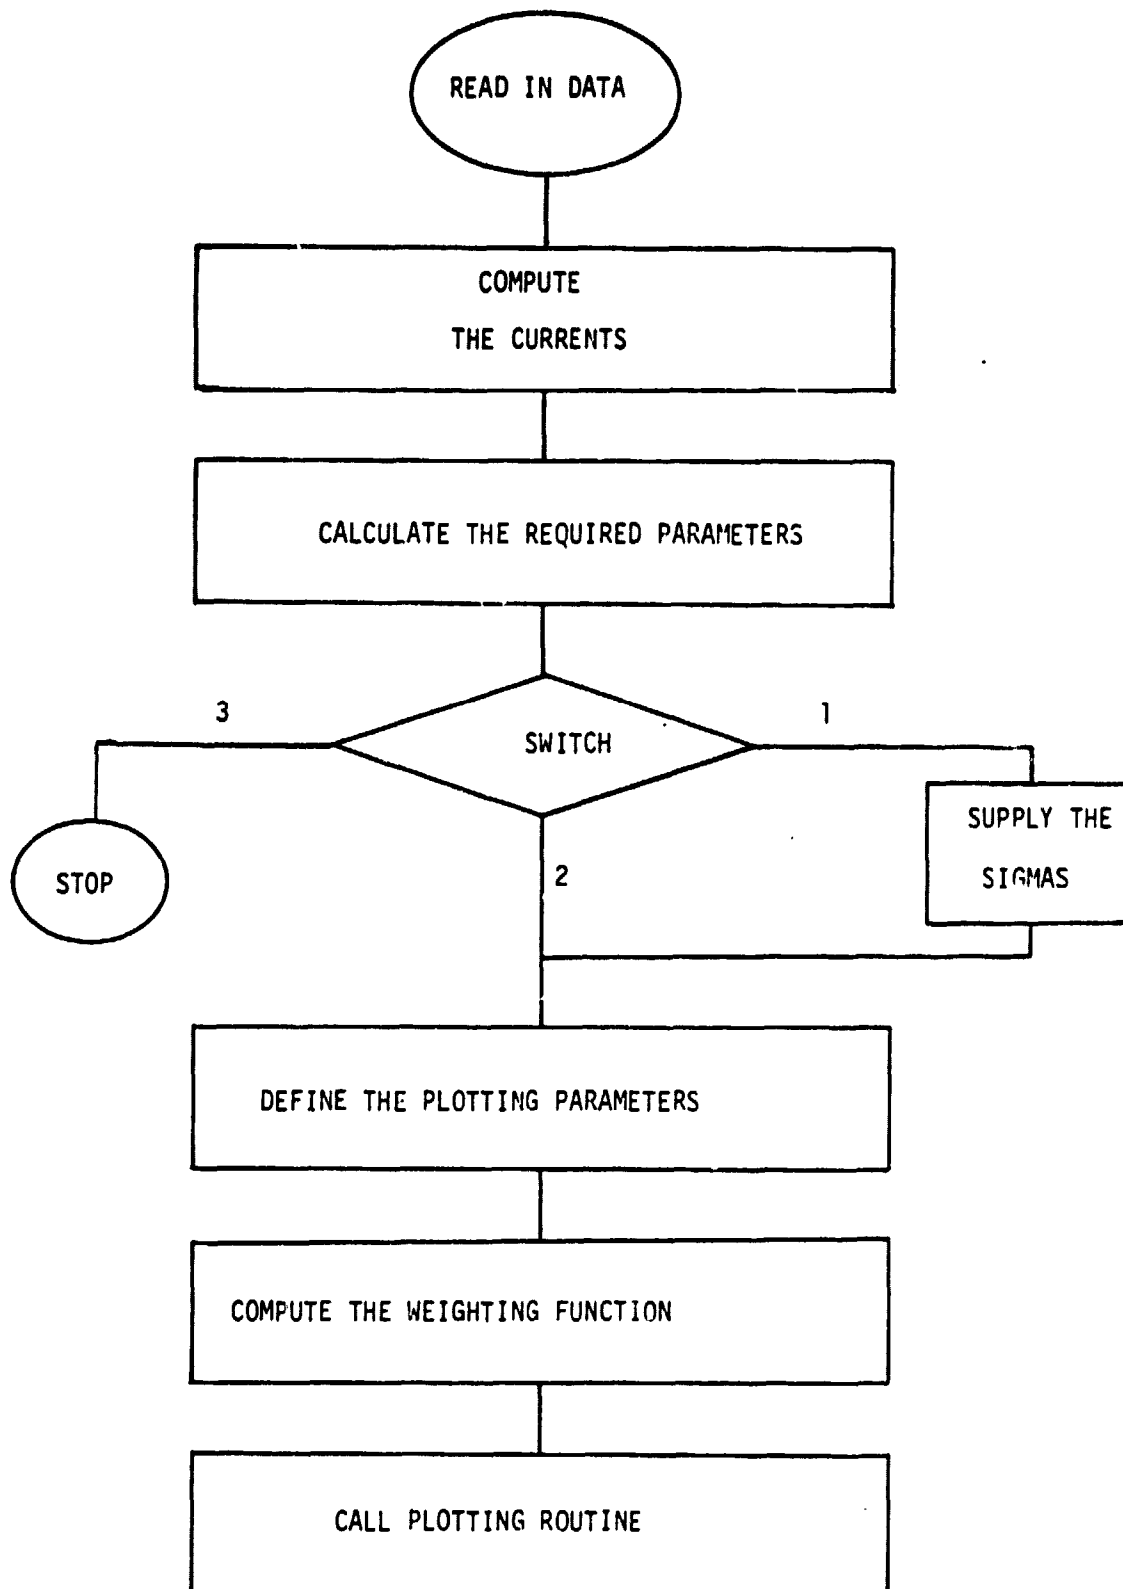 READ IN DATA
COMPUTE
THE CURRENTS
CALCULATE THE REQUIRED PARAMETERS
3
1
SWITCH
SUPPLY THE
SIGMAS
STOP
2
DEFINE THE PLOTTING PARAMETERS
COMPUTE THE WEIGHTING FUNCTION
CALL PLOTTING ROUTINE